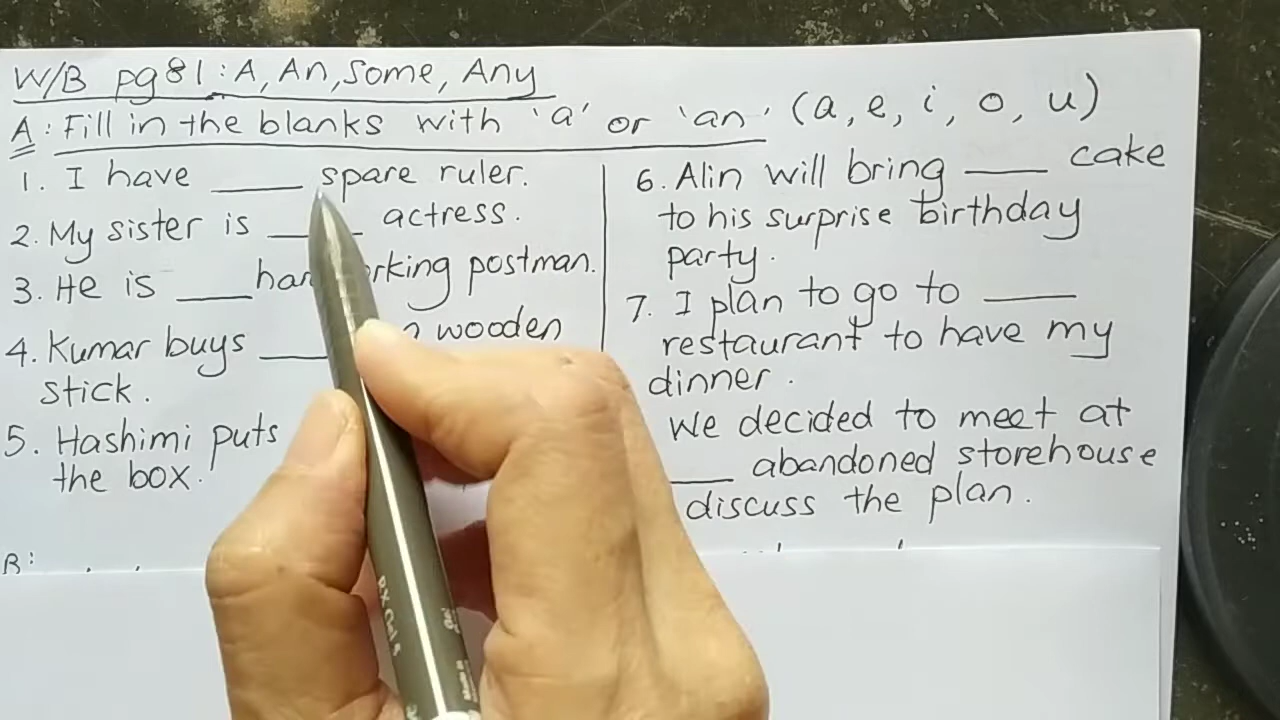 W/B pg 81 : A, An, Some, Any
A : Fill in the blanks with 'a' or 'an' (a, e, i, o, u)
1. I have ____ spare ruler.
2. My sister is ____ actress.
3. He is ____ postman.
4. Kumar buys ____ wooden
stick.
5. Hashimi puts
the box.
6. Alin will bring ____ cake
to his surprise birthday
party.
7. I plan to go to ____
restaurant to have my
dinner.
We decided to meet at
____ abandoned storehouse
discuss the plan.
B: